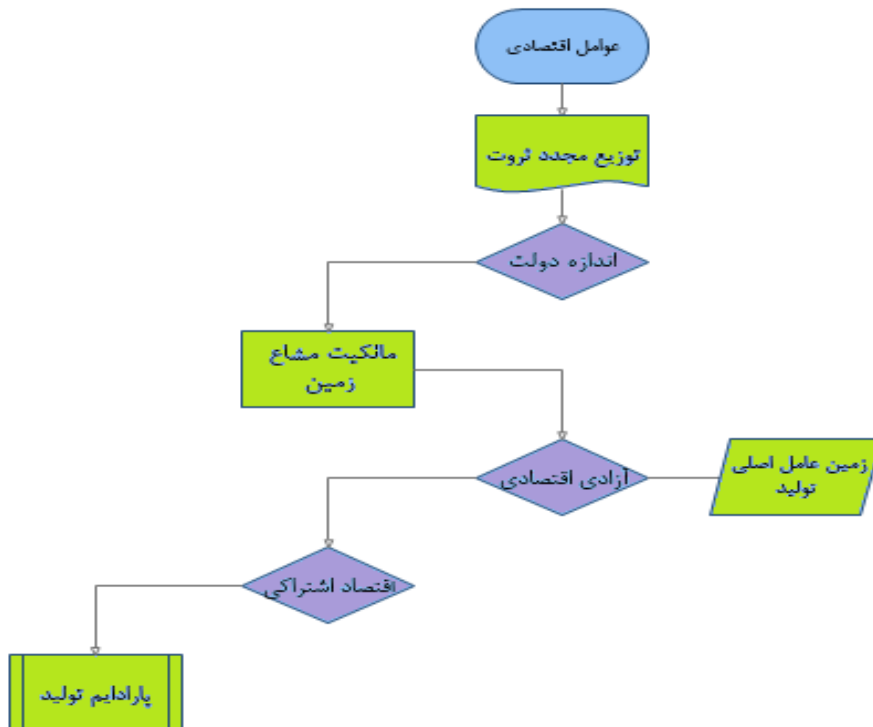 عوامل اقتصادی
توزیع مجدد ثروت
اندازه دولت
مالکیت مشاع
زمین
آزادی اقتصادی
زمین عامل اصلی
تولید
اقتصاد اشتراکی
پارادایم تولید